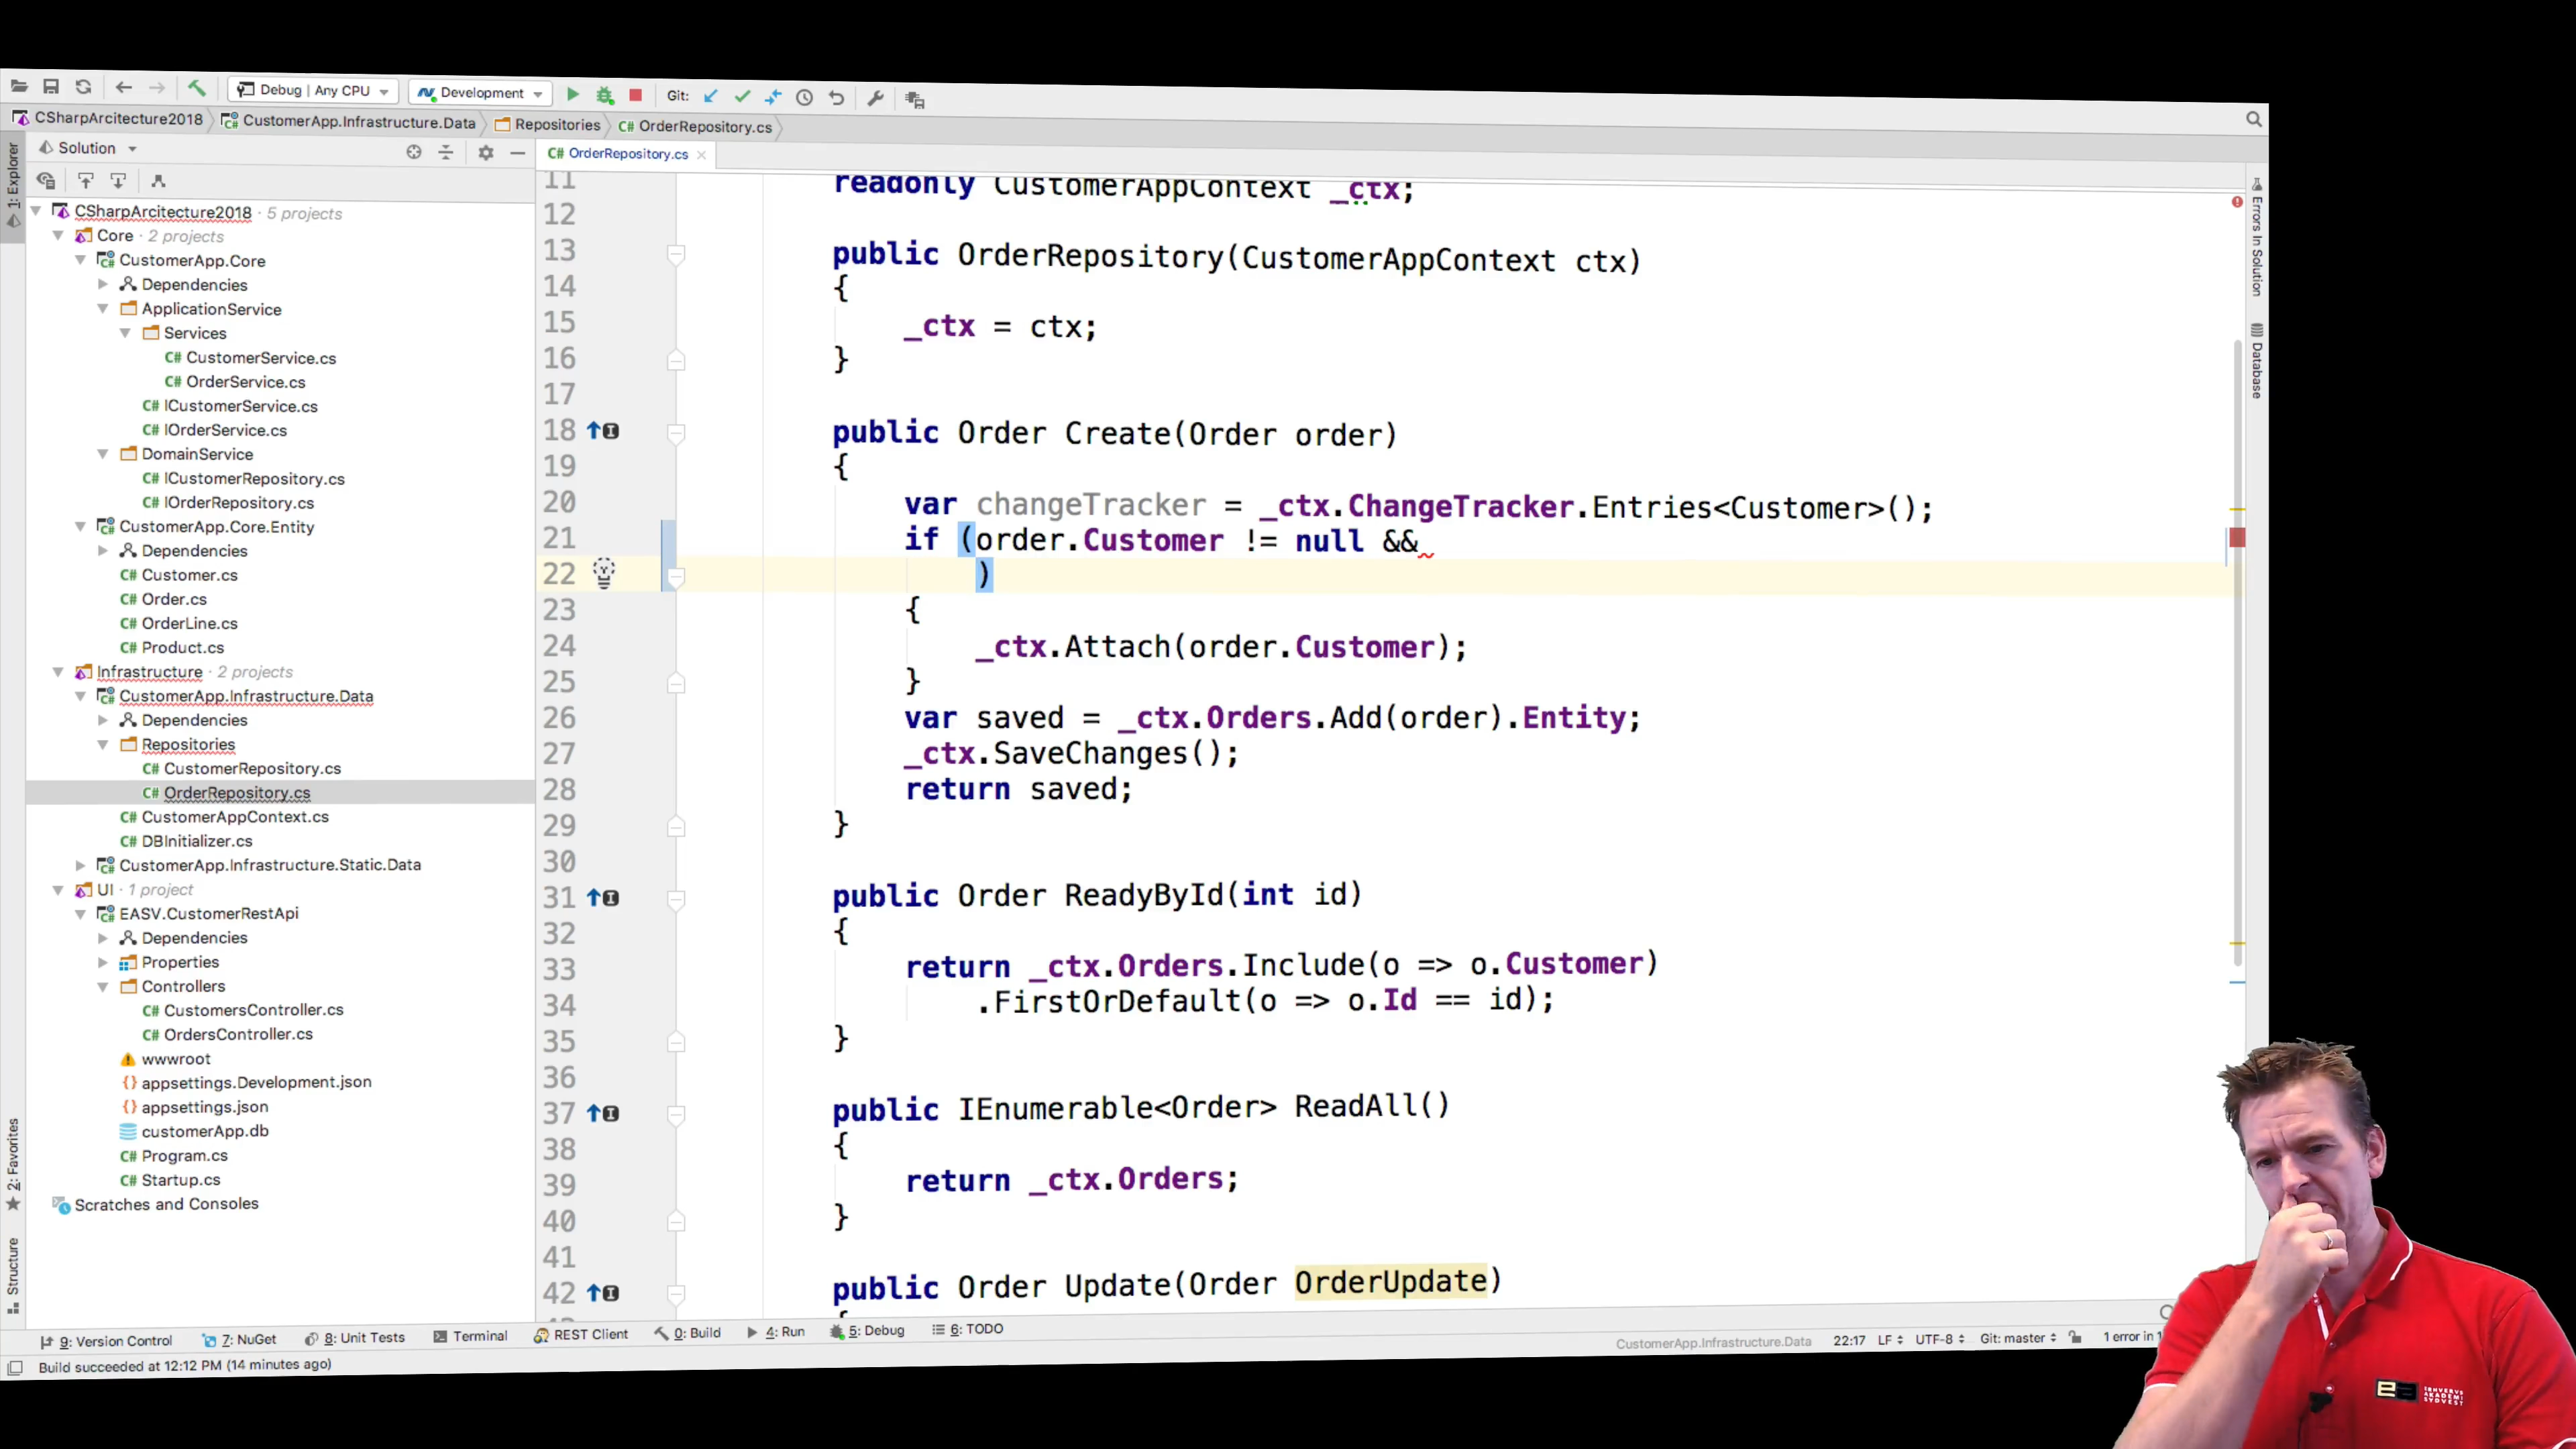 Debug | Any CPU
Development
Git:
CSharpArcitecture2018
CustomerApp.Infrastructure.Data
Repositories
C# OrderRepository.cs
1: Explorer
Solution
C# OrderRepository.cs
CSharpArcitecture2018 · 5 projects
Core · 2 projects
CustomerApp.Core
Dependencies
ApplicationService
Services
C# CustomerService.cs
C# OrderService.cs
C# ICustomerService.cs
C# IOrderService.cs
DomainService
C# ICustomerRepository.cs
C# IOrderRepository.cs
CustomerApp.Core.Entity
Dependencies
C# Customer.cs
C# Order.cs
C# OrderLine.cs
C# Product.cs
Infrastructure · 2 projects
CustomerApp.Infrastructure.Data
Dependencies
Repositories
C# CustomerRepository.cs
C# OrderRepository.cs
C# CustomerAppContext.cs
C# DBInitializer.cs
CustomerApp.Infrastructure.Static.Data
UI · 1 project
EASV.CustomerRestApi
Dependencies
Properties
Controllers
C# CustomersController.cs
C# OrdersController.cs
wwwroot
{} appsettings.Development.json
{} appsettings.json
customerApp.db
C# Program.cs
C# Startup.cs
Scratches and Consoles
2: Favorites
Structure
11 readonly CustomerAppContext _ctx;
12
13 public OrderRepository(CustomerAppContext ctx)
14 {
15 _ctx = ctx;
16 }
17
18 public Order Create(Order order)
19 {
20 var changeTracker = _ctx.ChangeTracker.Entries<Customer>();
21 if (order.Customer != null &&
22 )
23 {
24 _ctx.Attach(order.Customer);
25 }
26 var saved = _ctx.Orders.Add(order).Entity;
27 _ctx.SaveChanges();
28 return saved;
29 }
30
31 public Order ReadyById(int id)
32 {
33 return _ctx.Orders.Include(o => o.Customer)
34 .FirstOrDefault(o => o.Id == id);
35 }
36
37 public IEnumerable<Order> ReadAll()
38 {
39 return _ctx.Orders;
40 }
41
42 public Order Update(Order OrderUpdate)
Errors In Solution
Database
9: Version Control
7: NuGet
8: Unit Tests
Terminal
REST Client
0: Build
4: Run
5: Debug
6: TODO
CustomerApp.Infrastructure.Data
22:17
LF
UTF-8
Git: master
1 error in
Build succeeded at 12:12 PM (14 minutes ago)